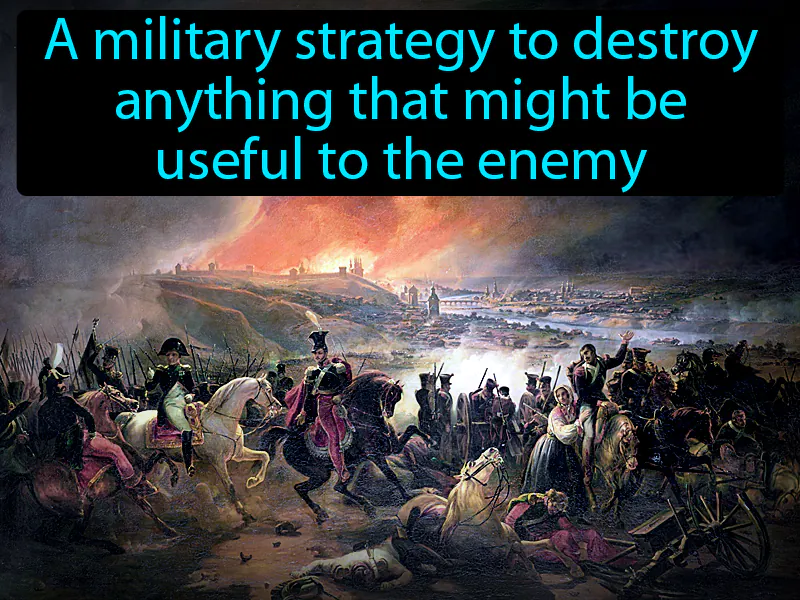 A military strategy to destroy
anything that might be
useful to the enemy